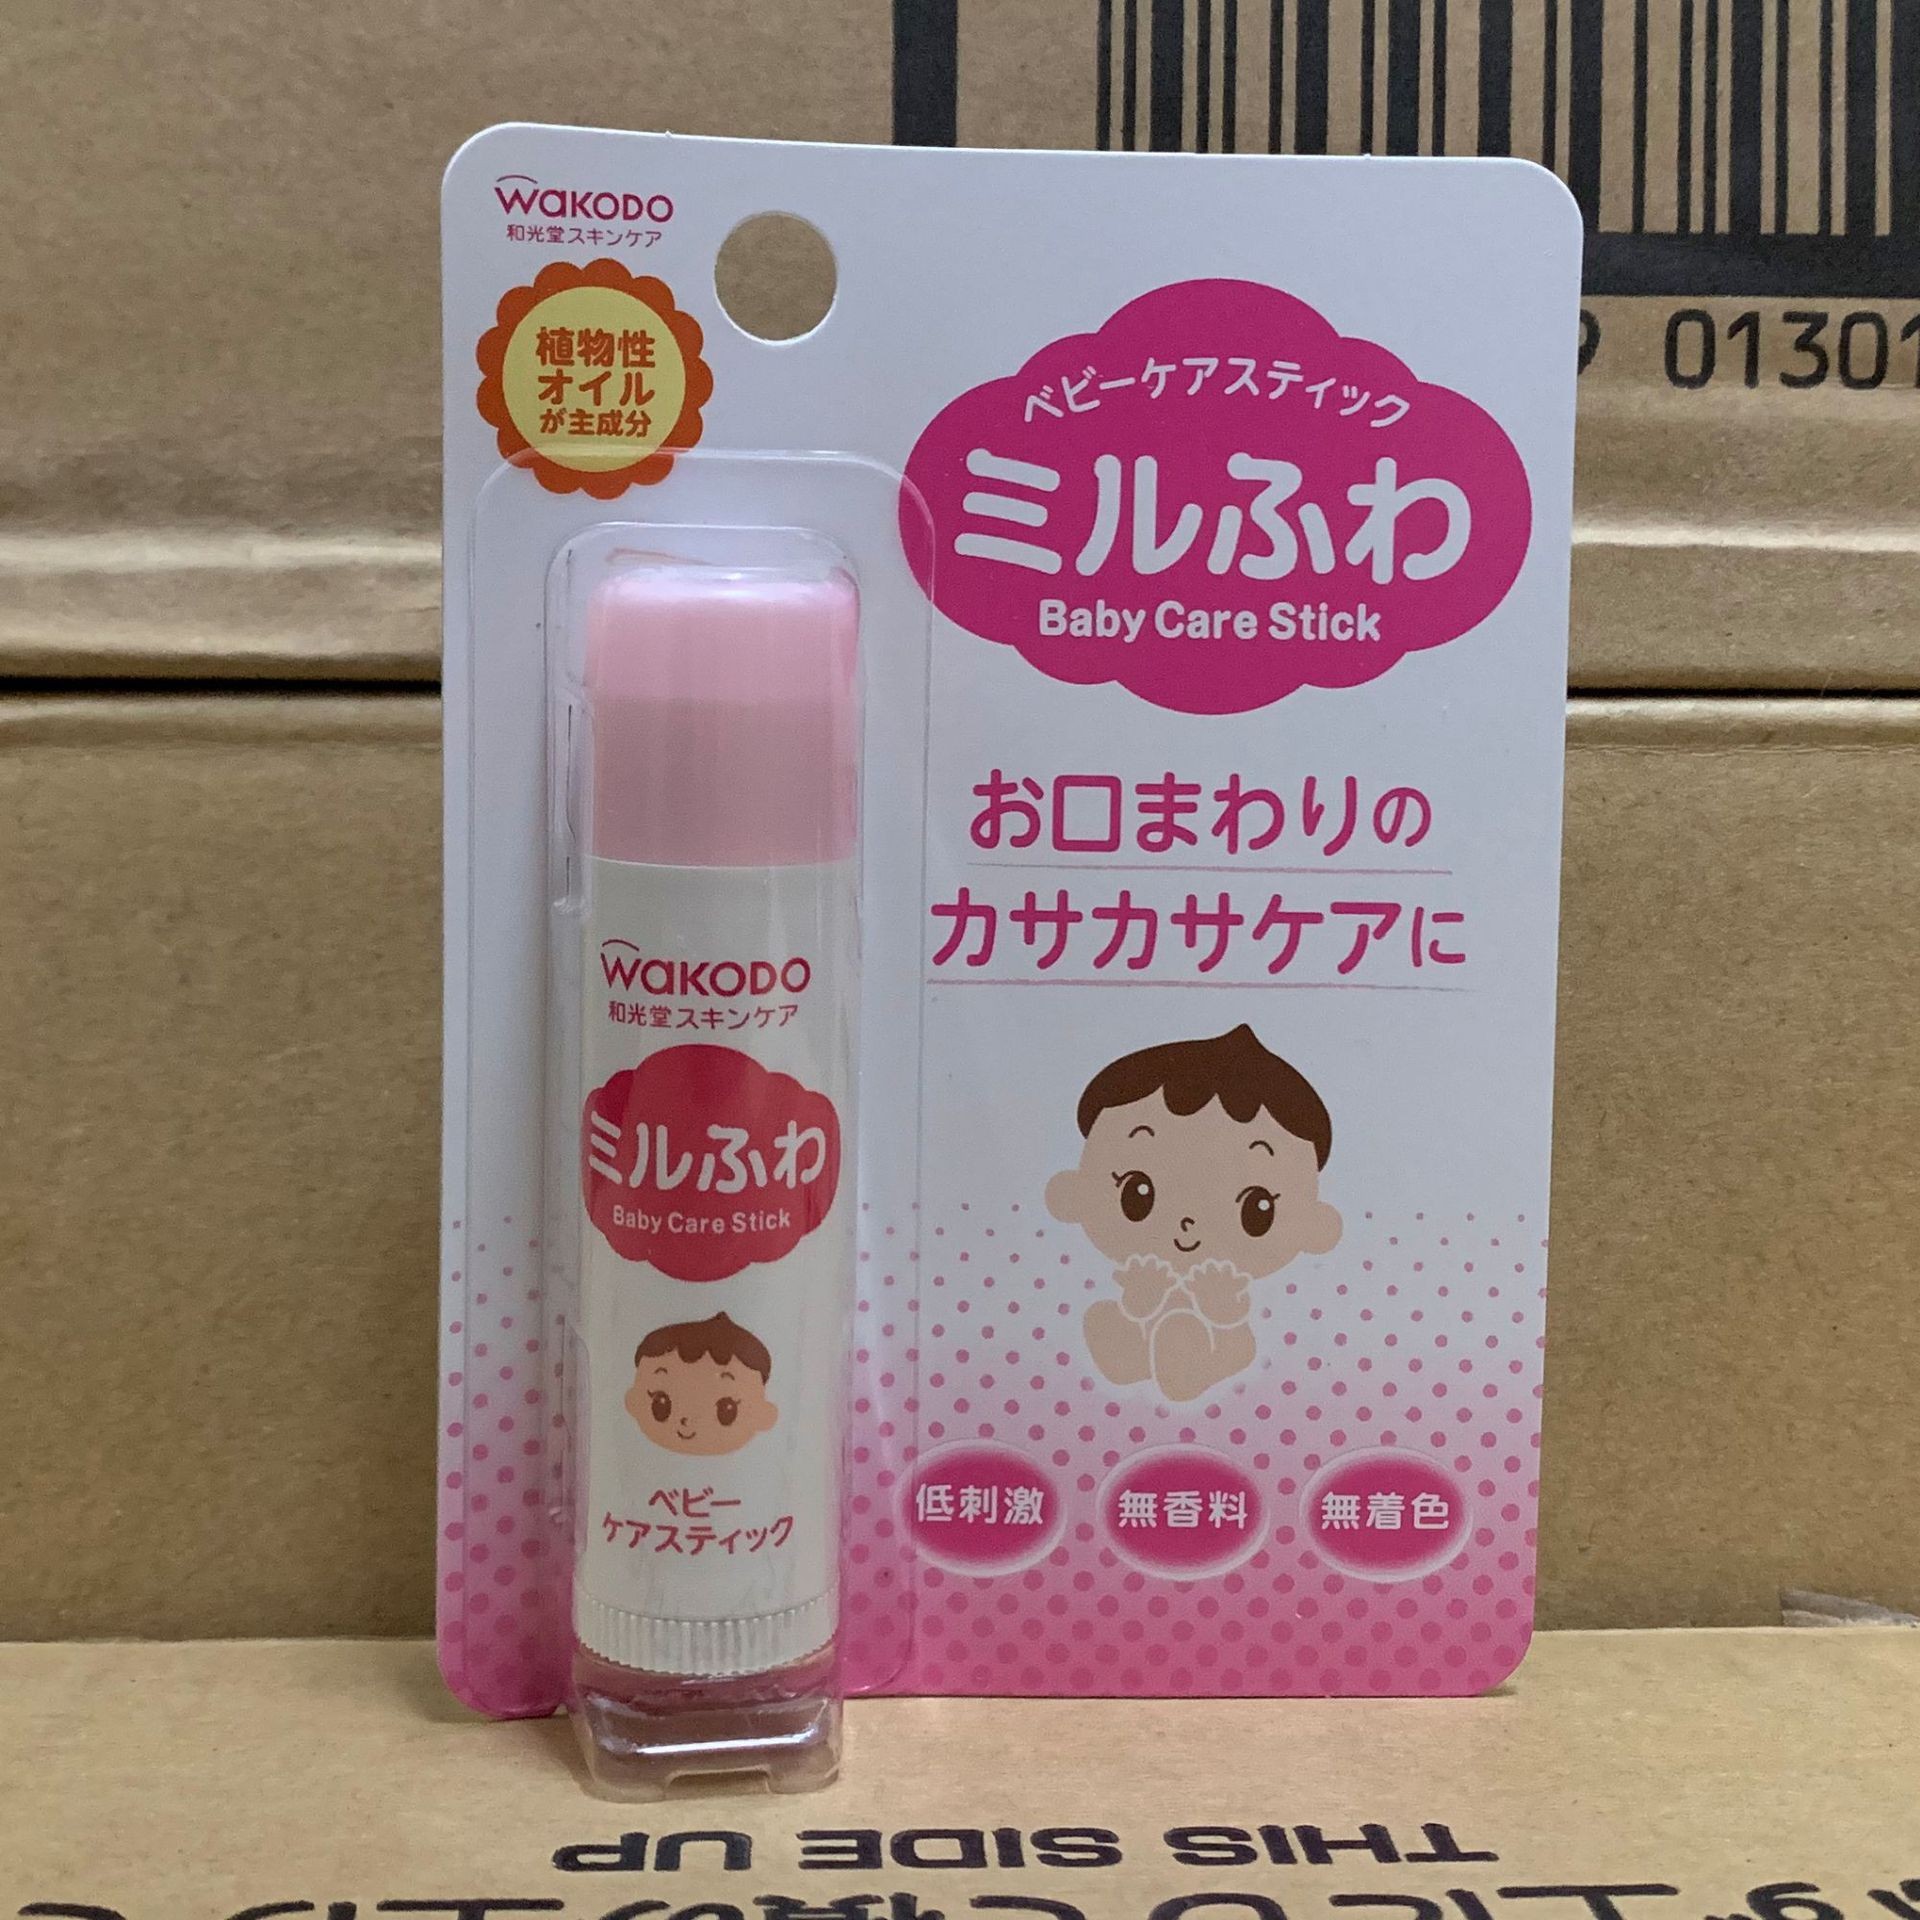 WAKODO
和光堂スキンケア
植物性
オイル
が主成分
ベビーケアスティック
ミルふわ
Baby Care Stick
お口まわりの
カサカサケアに
低刺激
無香料
無着色
WAKODO
和光堂スキンケア
ミルふわ
Baby Care Stick
ベビー
ケアスティック
01301
THIS SIDE UP